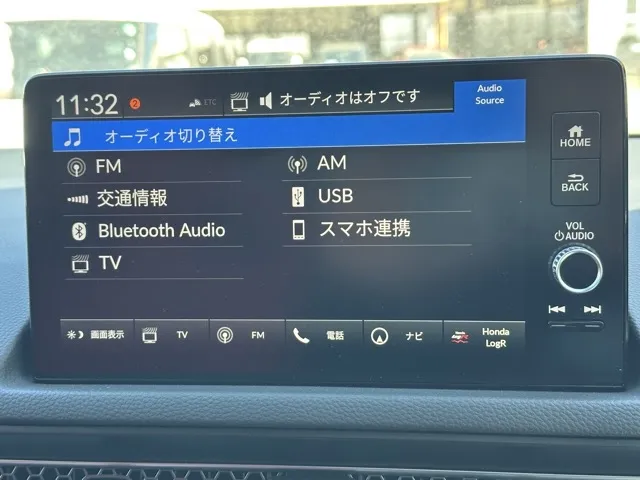 11:32
2
ETC
オーディオはオフです
Audio
Source
オーディオ切り替え
FM
AM
交通情報
USB
Bluetooth Audio
スマホ連携
TV
画面表示
TV
FM
電話
ナビ
Honda
LogR
HOME
BACK
VOL
AUDIO